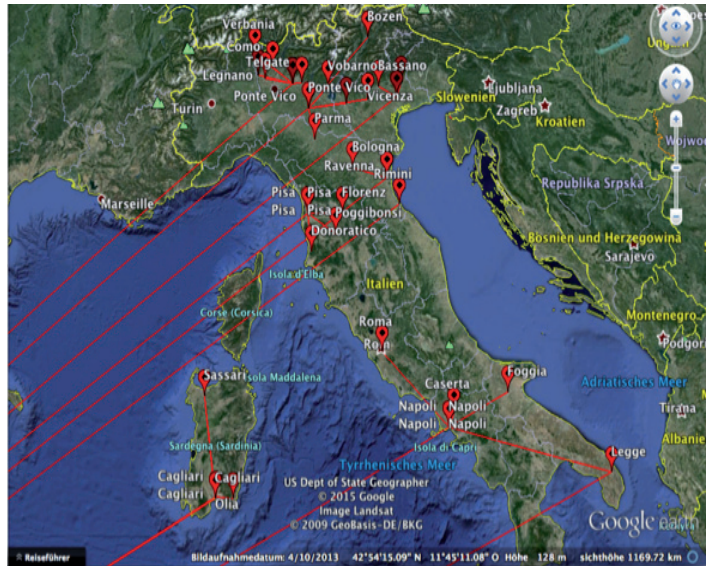 Bozen
Verbania
Como
Telgate
Vobarno Bassano
Legnano
Ponte Vico
Ponte Vico
Vicenza
Turin
Parma
Ljubljana
Slowenien
Zagreb
Kroatien
Ungarn
Wojwo
Bologna
Ravenna
Rimini
Pisa Pisa Florenz
Pisa Pisa Poggibonsi
Donoratico
Marseille
Republika Srpska
Bosnien und Herzegowina
Sarajevo
Isola d'Elba
Italien
Corse (Corsica)
Montenegro
Podgori
Roma
Rom
Sassari
Isola Maddalena
Caserta
Foggia
Adriatisches Meer
Napoli Napoli
Napoli Napoli
Tirana
Albanie
Isola di Capri
Sardegna (Sardinia)
Legge
Tyrrhenisches Meer
Cagliari Cagliari
Cagliari
Olia
US Dept of State Geographer
© 2015 Google
Image Landsat
© 2009 GeoBasis-DE/BKG
Google earth
Reiseführer
Bildaufnahmedatum: 4/10/2013 42°54'15.09" N 11°45'11.08" O Höhe 128 m sichthöhe 1169.72 km